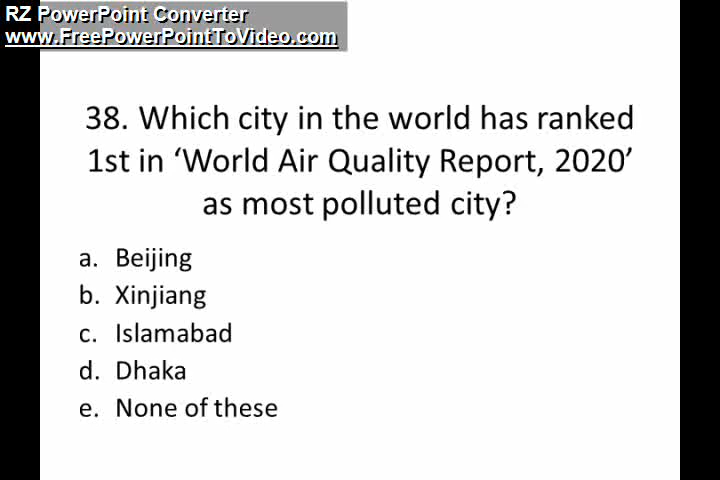 RZ PowerPoint Converter
www.FreePowerPointToVideo.com
38. Which city in the world has ranked
1st in ‘World Air Quality Report, 2020’
as most polluted city?
a. Beijing
b. Xinjiang
c. Islamabad
d. Dhaka
e. None of these